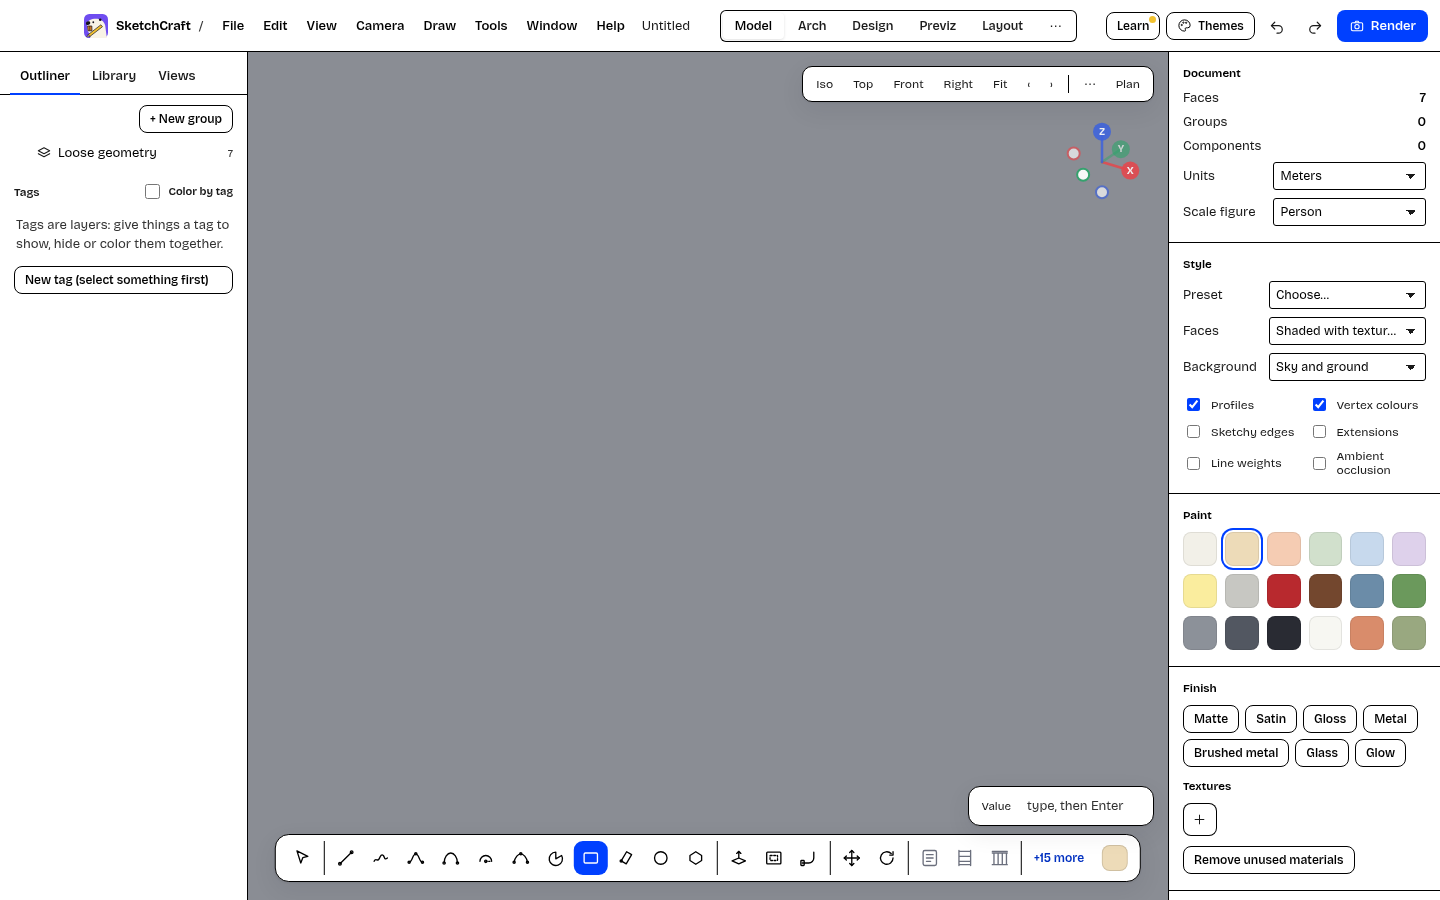 SketchCraft / File Edit View Camera Draw Tools Window Help Untitled Model Arch Design Previz Layout ··· Learn Themes Render
Outliner Library Views
+ New group
Loose geometry 7
Tags Color by tag
Tags are layers: give things a tag to
show, hide or color them together.
New tag (select something first)
Iso Top Front Right Fit ‹ › ··· Plan
Z
Y
X
Value type, then Enter
+15 more
Document
Faces 7
Groups 0
Components 0
Units Meters
Scale figure Person
Style
Preset Choose...
Faces Shaded with textur...
Background Sky and ground
Profiles Vertex colours
Sketchy edges Extensions
Line weights Ambient
occlusion
Paint
Finish
Matte Satin Gloss Metal
Brushed metal Glass Glow
Textures
+
Remove unused materials